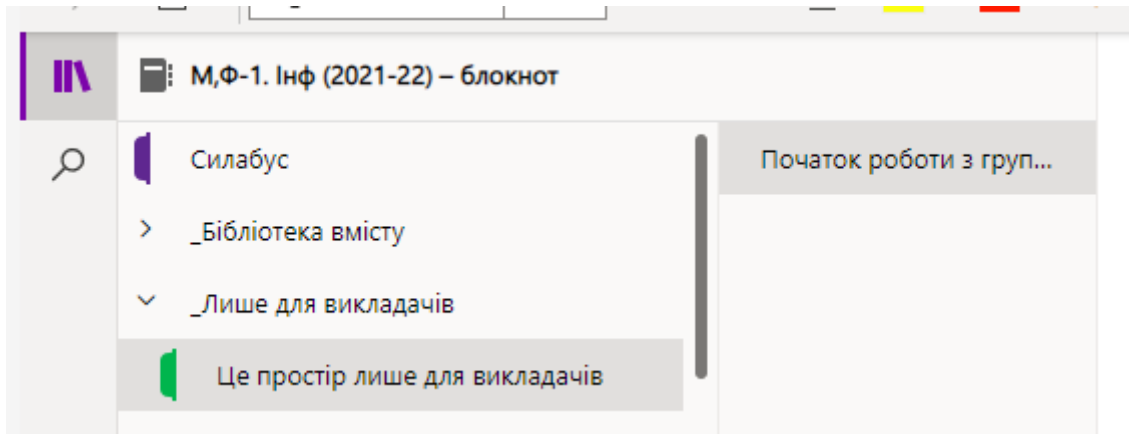 М,Ф-1. Інф (2021-22) – блокнот
Силабус
Початок роботи з груп...
_Бібліотека вмісту
_Лише для викладачів
Це простір лише для викладачів